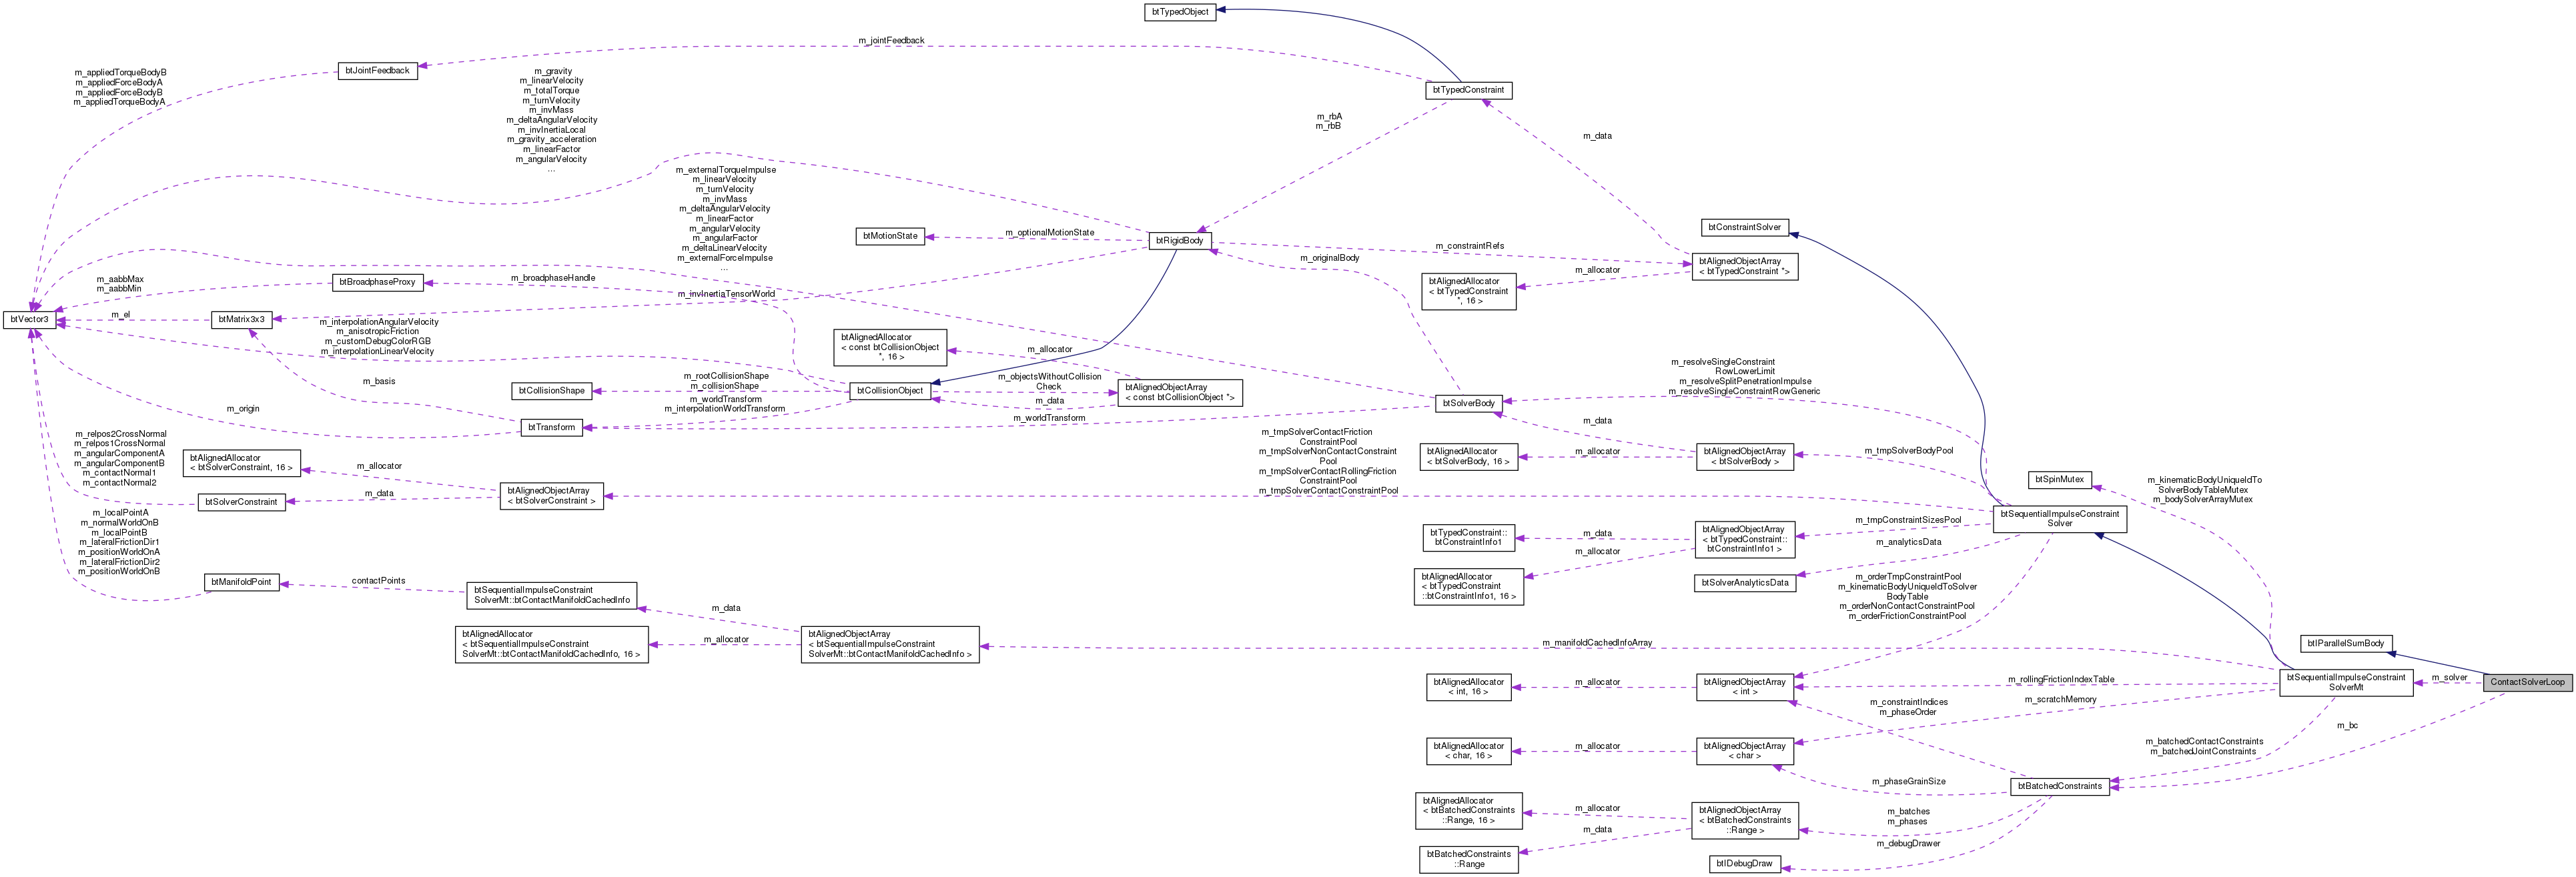 btTypedObject
m_jointFeedback
btJointFeedback
m_appliedTorqueBodyB
m_appliedForceBodyA
m_appliedForceBodyB
m_appliedTorqueBodyA
m_gravity
m_linearVelocity
m_totalTorque
m_turnVelocity
m_invMass
m_deltaAngularVelocity
m_invInertiaLocal
m_gravity_acceleration
m_linearFactor
m_angularVelocity
...
btTypedConstraint
m_rbA
m_rbB
m_data
m_externalTorqueImpulse
m_linearVelocity
m_turnVelocity
m_invMass
m_deltaAngularVelocity
m_linearFactor
m_angularVelocity
m_angularFactor
m_deltaLinearVelocity
m_externalForceImpulse
...
btMotionState
m_optionalMotionState
btRigidBody
m_constraintRefs
btConstraintSolver
btAlignedObjectArray
< btTypedConstraint *>
m_allocator
btAlignedAllocator
< btTypedConstraint
*, 16 >
m_originalBody
m_aabbMax
m_aabbMin
btBroadphaseProxy
m_broadphaseHandle
m_invInertiaTensorWorld
btVector3
m_el
btMatrix3x3
m_interpolationAngularVelocity
m_anisotropicFriction
m_customDebugColorRGB
m_interpolationLinearVelocity
btAlignedAllocator
< const btCollisionObject
*, 16 >
m_allocator
m_basis
btCollisionShape
m_rootCollisionShape
m_collisionShape
btCollisionObject
m_objectsWithoutCollision
Check
m_data
btAlignedObjectArray
< const btCollisionObject *>
m_worldTransform
m_interpolationWorldTransform
m_origin
btTransform
m_worldTransform
btSolverBody
m_resolveSingleConstraint
RowLowerLimit
m_resolveSplitPenetrationImpulse
m_resolveSingleConstraintRowGeneric
m_data
m_relpos2CrossNormal
m_relpos1CrossNormal
m_angularComponentA
m_angularComponentB
m_contactNormal1
m_contactNormal2
btAlignedAllocator
< btSolverConstraint, 16 >
m_allocator
btSolverConstraint
m_data
btAlignedObjectArray
< btSolverConstraint >
m_tmpSolverContactFriction
ConstraintPool
m_tmpSolverNonContactConstraint
Pool
m_tmpSolverContactRollingFriction
ConstraintPool
m_tmpSolverContactConstraintPool
btAlignedAllocator
< btSolverBody, 16 >
m_allocator
btAlignedObjectArray
< btSolverBody >
m_tmpSolverBodyPool
btSpinMutex
m_kinematicBodyUniqueIdTo
SolverBodyTableMutex
m_bodySolverArrayMutex
btSequentialImpulseConstraint
Solver
m_localPointA
m_normalWorldOnB
m_localPointB
m_lateralFrictionDir1
m_positionWorldOnA
m_lateralFrictionDir2
m_positionWorldOnB
btTypedConstraint::
btConstraintInfo1
m_data
btAlignedObjectArray
< btTypedConstraint::
btConstraintInfo1 >
m_tmpConstraintSizesPool
m_analyticsData
m_allocator
btAlignedAllocator
< btTypedConstraint
::btConstraintInfo1, 16 >
btSolverAnalyticsData
m_orderTmpConstraintPool
m_kinematicBodyUniqueIdToSolver
BodyTable
m_orderNonContactConstraintPool
m_orderFrictionConstraintPool
btManifoldPoint
contactPoints
btSequentialImpulseConstraint
SolverMt::btContactManifoldCachedInfo
m_data
btAlignedAllocator
< btSequentialImpulseConstraint
SolverMt::btContactManifoldCachedInfo, 16 >
m_allocator
btAlignedObjectArray
< btSequentialImpulseConstraint
SolverMt::btContactManifoldCachedInfo >
m_manifoldCachedInfoArray
btIParallelSumBody
btAlignedAllocator
< int, 16 >
m_allocator
btAlignedObjectArray
< int >
m_rollingFrictionIndexTable
btSequentialImpulseConstraint
SolverMt
m_solver
ContactSolverLoop
m_scratchMemory
m_constraintIndices
m_phaseOrder
m_bc
btAlignedAllocator
< char, 16 >
m_allocator
btAlignedObjectArray
< char >
m_batchedContactConstraints
m_batchedJointConstraints
m_phaseGrainSize
btBatchedConstraints
btAlignedAllocator
< btBatchedConstraints
::Range, 16 >
m_allocator
btAlignedObjectArray
< btBatchedConstraints
::Range >
m_batches
m_phases
m_data
btBatchedConstraints
::Range
m_debugDrawer
btIDebugDraw